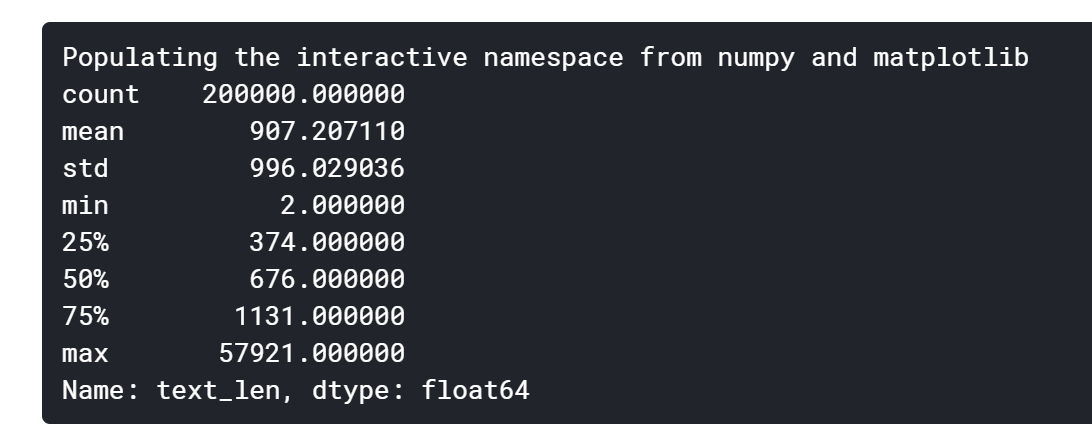 Populating the interactive namespace from numpy and matplotlib
count    200000.000000
mean        907.207110
std         996.029036
min           2.000000
25%         374.000000
50%         676.000000
75%        1131.000000
max       57921.000000
Name: text_len, dtype: float64